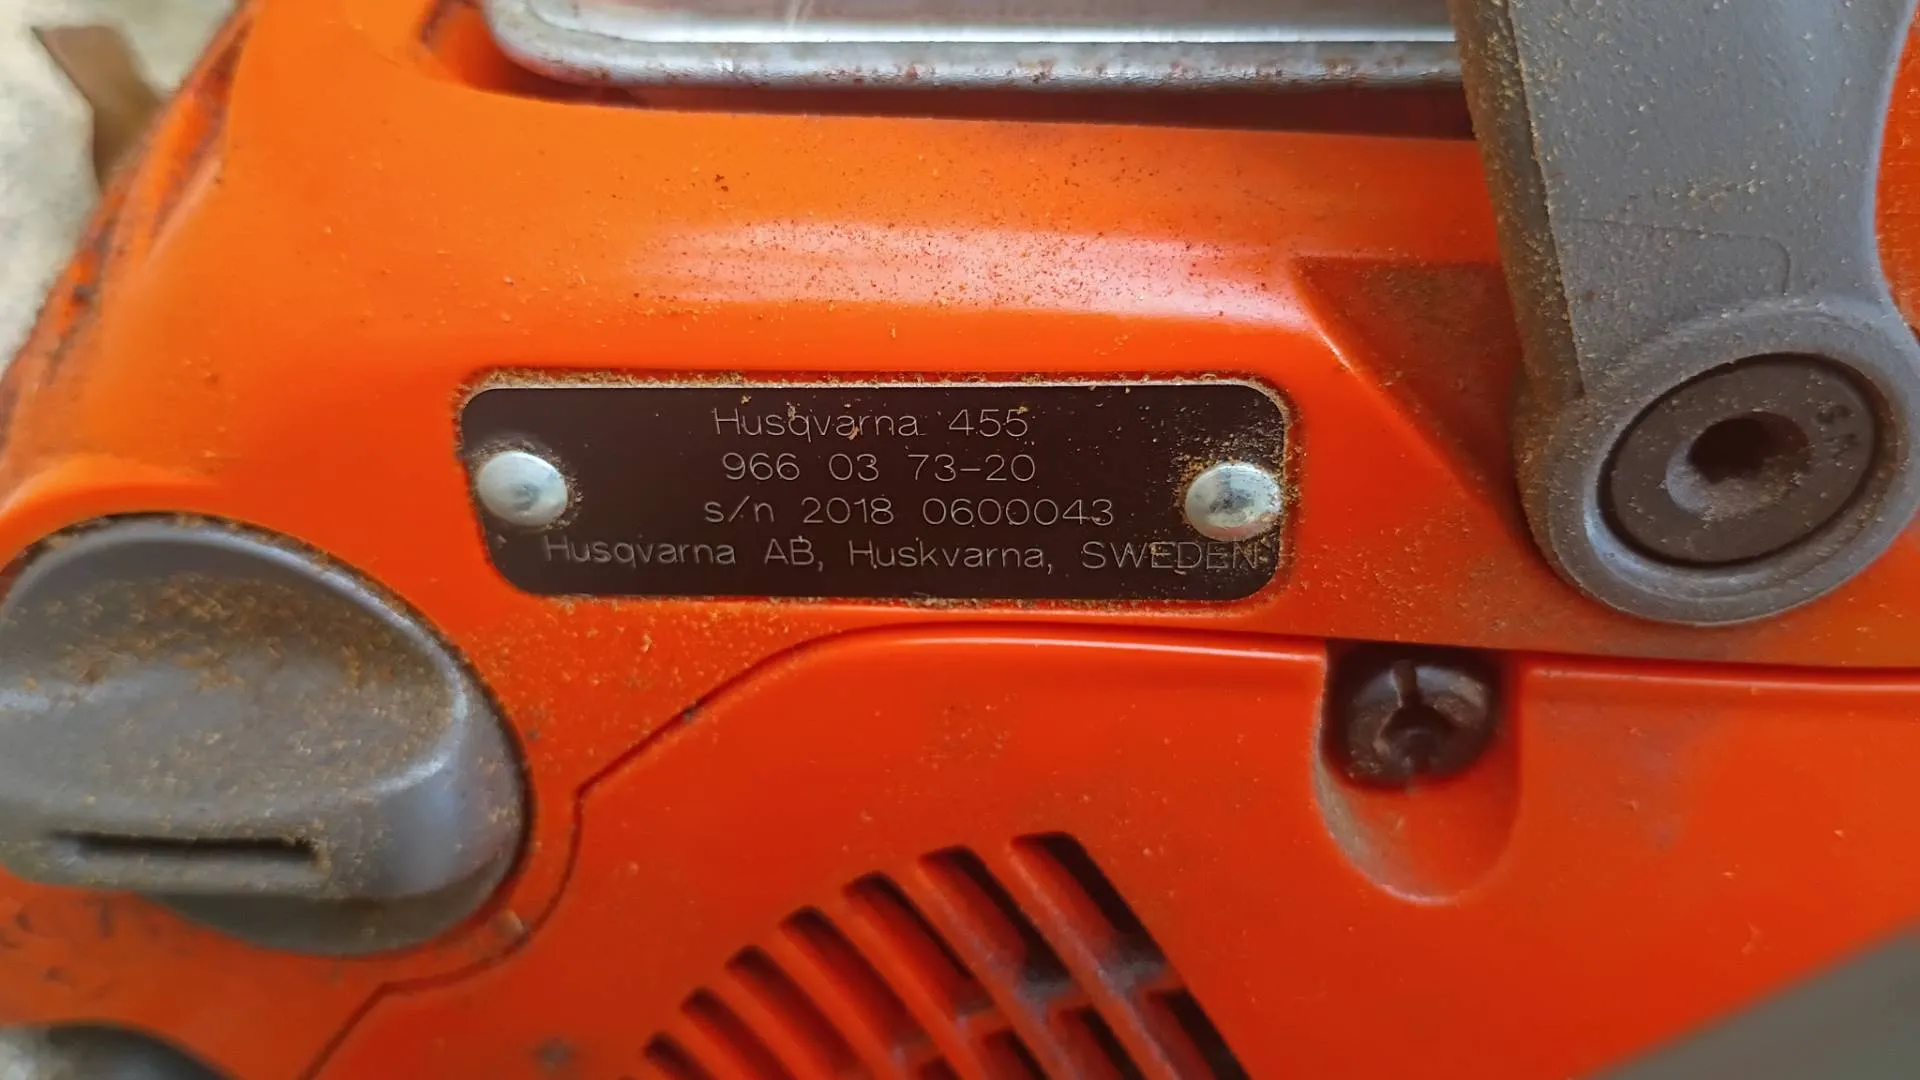 Husqvarna 455
966 03 73-20
s/n 2018 0600043
Husqvarna AB, Huskvarna, SWEDEN